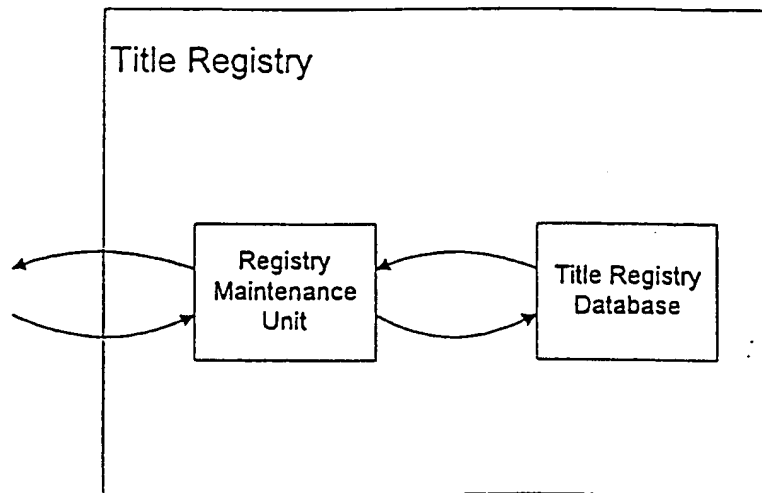 Title Registry
Registry
Maintenance
Unit
Title Registry
Database